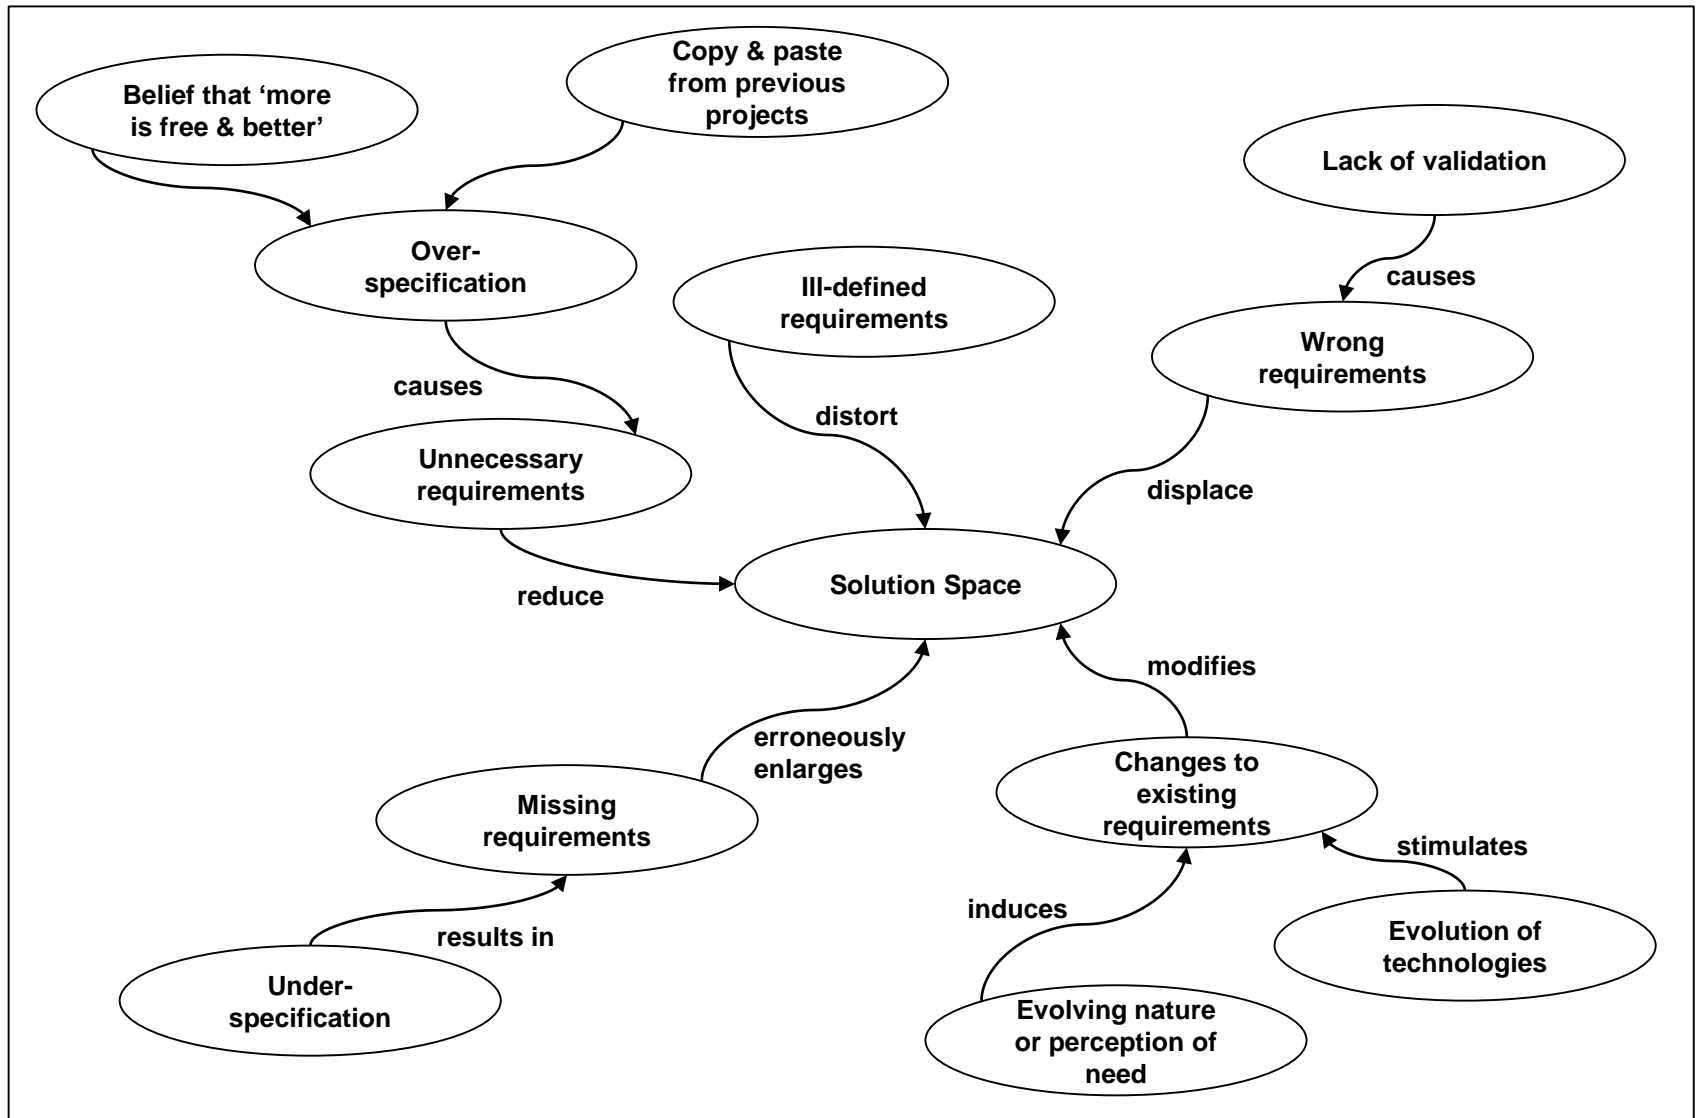 Belief that ‘more
is free & better’
Copy & paste
from previous
projects
Lack of validation
Over-
specification
Ill-defined
requirements
causes
Wrong
requirements
causes
distort
Unnecessary
requirements
displace
reduce
Solution Space
modifies
erroneously
enlarges
Changes to
existing
requirements
Missing
requirements
stimulates
induces
results in
Evolution of
technologies
Under-
specification
Evolving nature
or perception of
need